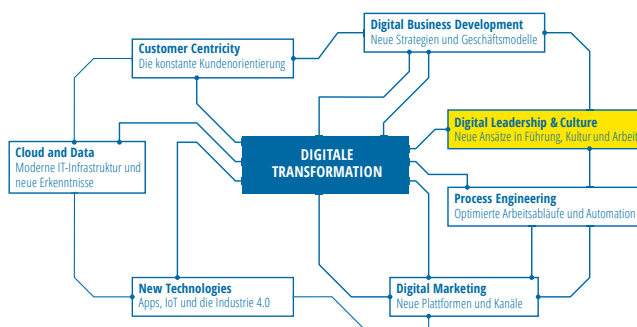 Digital Business Development
Neue Strategien und Geschäftsmodelle
Customer Centricity
Die konstante Kundenorientierung
Digital Leadership & Culture
Neue Ansätze in Führung, Kultur und Arbeit
Cloud and Data
Moderne IT-Infrastruktur und
neue Erkenntnisse
DIGITALE
TRANSFORMATION
Process Engineering
Optimierte Arbeitsabläufe und Automation
New Technologies
Apps, IoT und die Industrie 4.0
Digital Marketing
Neue Plattformen und Kanäle